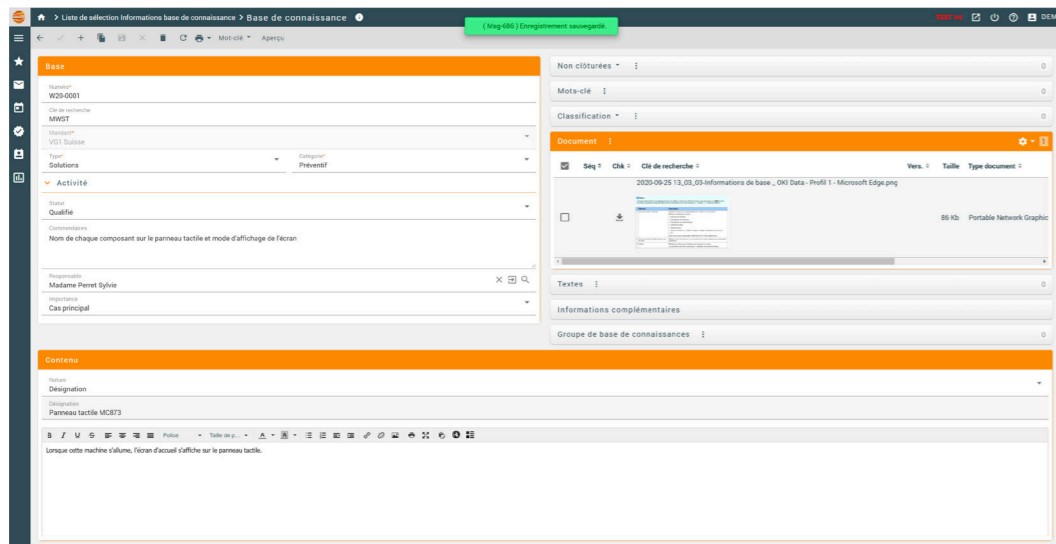 > Liste de sélection Informations base de connaissance > Base de connaissance
( Msg-686 ) Enregistrement sauvegardé.
DEM
Mot-clé
Aperçu
Base
Numéro*
W20-0001
Clé de recherche
MWST
Mandant*
VG1 Suisse
Type*
Solutions
Catégorie*
Préventif
Activité
Statut
Qualifié
Commentaires
Nom de chaque composant sur le panneau tactile et mode d'affichage de l'écran
Responsable
Madame Perret Sylvie
Importance
Cas principal
Non clôturées
0
Mots-clé
0
Classification
0
Document
1
Séq Chk Clé de recherche Vers. Taille Type document
2020-09-25 13_03_03-Informations de base _ OKI Data - Profil 1 - Microsoft Edge.png
86 Kb Portable Network Graphic
Textes
0
Informations complémentaires
Groupe de base de connaissances
0
Contenu
Nature
Désignation
Désignation
Panneau tactile MC873
B I U S Police Taille de p... A A
Lorsque cette machine s'allume, l'écran d'accueil s'affiche sur le panneau tactile.